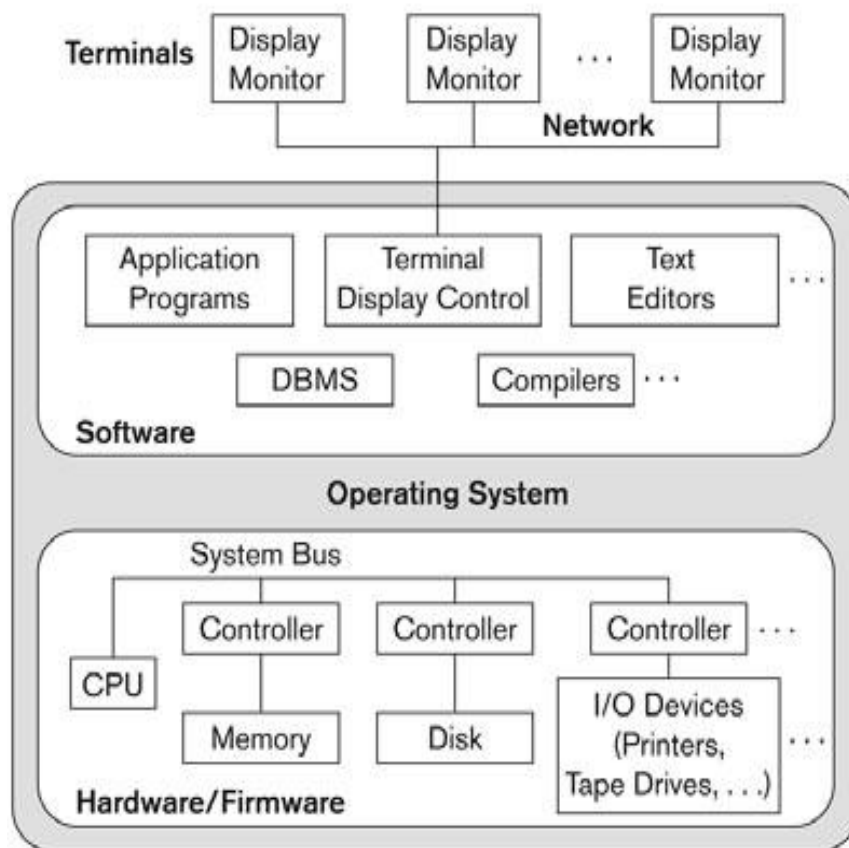 Terminals
Display
Monitor
Display
Monitor
. . .
Display
Monitor
Network
Application
Programs
Terminal
Display Control
Text
Editors
. . .
DBMS
Compilers
. . .
Software
Operating System
System Bus
Controller
Controller
Controller
. . .
CPU
Memory
Disk
I/O Devices
(Printers,
Tape Drives, . . .)
. . .
Hardware/Firmware